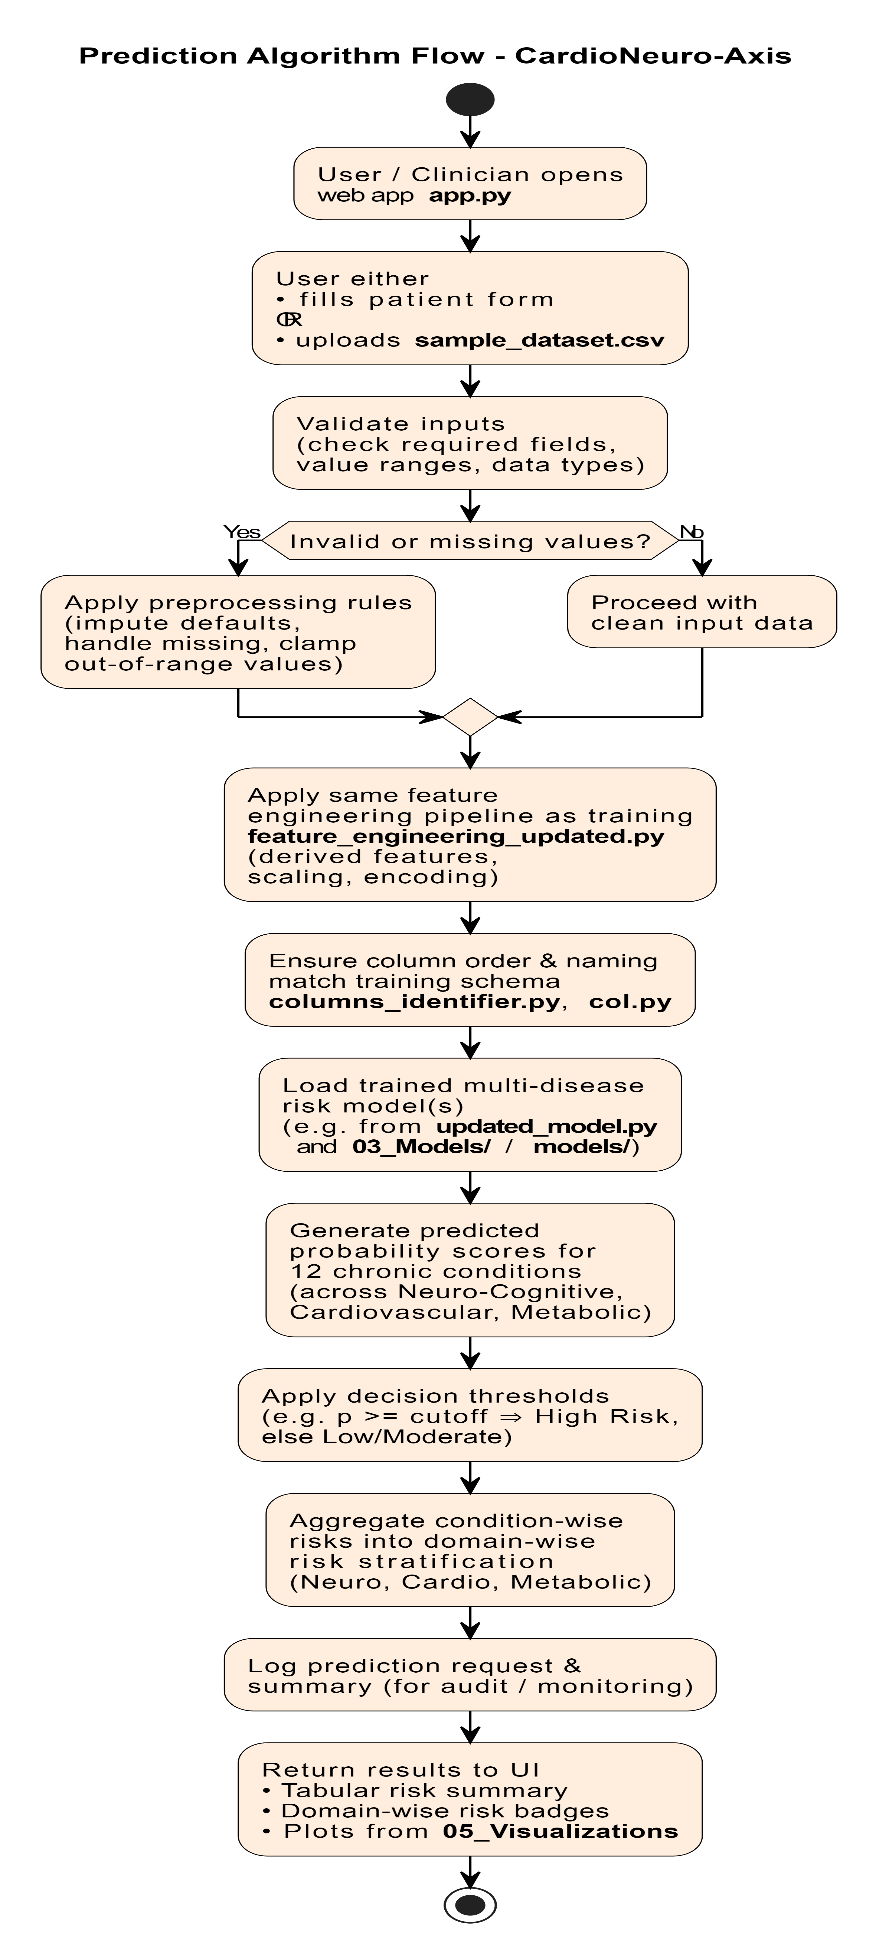 Prediction Algorithm Flow - CardioNeuro-Axis
User / Clinician opens
web app app.py
User either
• fills patient form
OR
• uploads sample_dataset.csv
Validate inputs
(check required fields,
value ranges, data types)
Yes
Invalid or missing values?
No
Apply preprocessing rules
(impute defaults,
handle missing, clamp
out-of-range values)
Proceed with
clean input data
Apply same feature
engineering pipeline as training
feature_engineering_updated.py
(derived features,
scaling, encoding)
Ensure column order & naming
match training schema
columns_identifier.py, col.py
Load trained multi-disease
risk model(s)
(e.g. from updated_model.py
and 03_Models/ / models/)
Generate predicted
probability scores for
12 chronic conditions
(across Neuro-Cognitive,
Cardiovascular, Metabolic)
Apply decision thresholds
(e.g. p >= cutoff ⇒ High Risk,
else Low/Moderate)
Aggregate condition-wise
risks into domain-wise
risk stratification
(Neuro, Cardio, Metabolic)
Log prediction request &
summary (for audit / monitoring)
Return results to UI
• Tabular risk summary
• Domain-wise risk badges
• Plots from 05_Visualizations